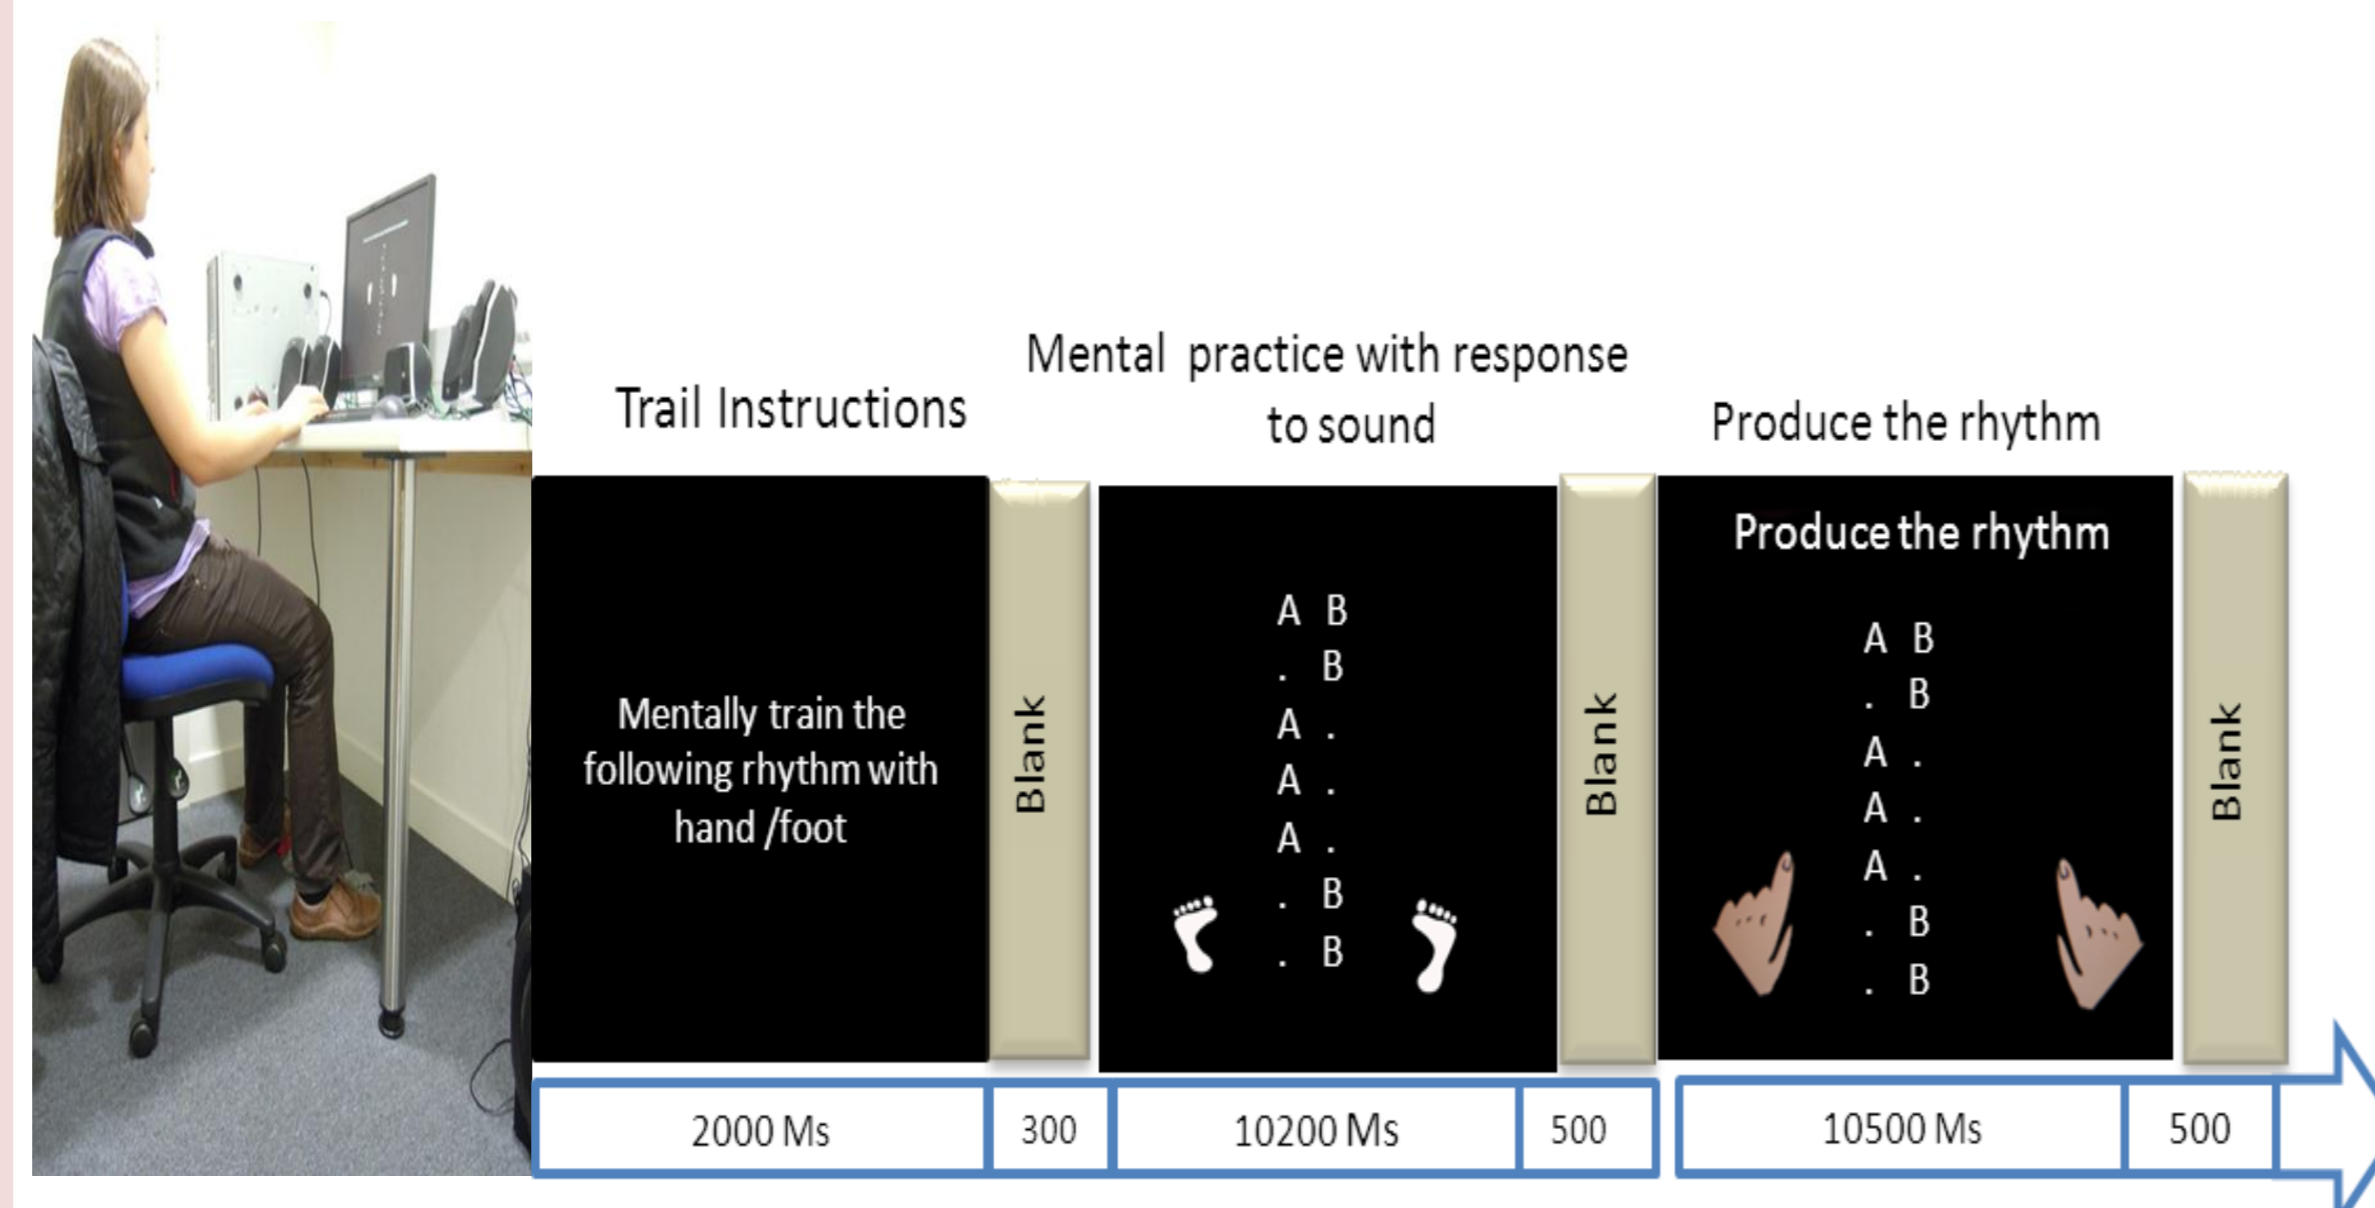 Trail Instructions
Mental practice with response
to sound
Produce the rhythm
Mentally train the
following rhythm with
hand /foot
Blank
A B
. B
A .
A .
A .
. B
. B
Blank
Produce the rhythm
A B
. B
A .
A .
A .
. B
. B
Blank
2000 Ms
300
10200 Ms
500
10500 Ms
500